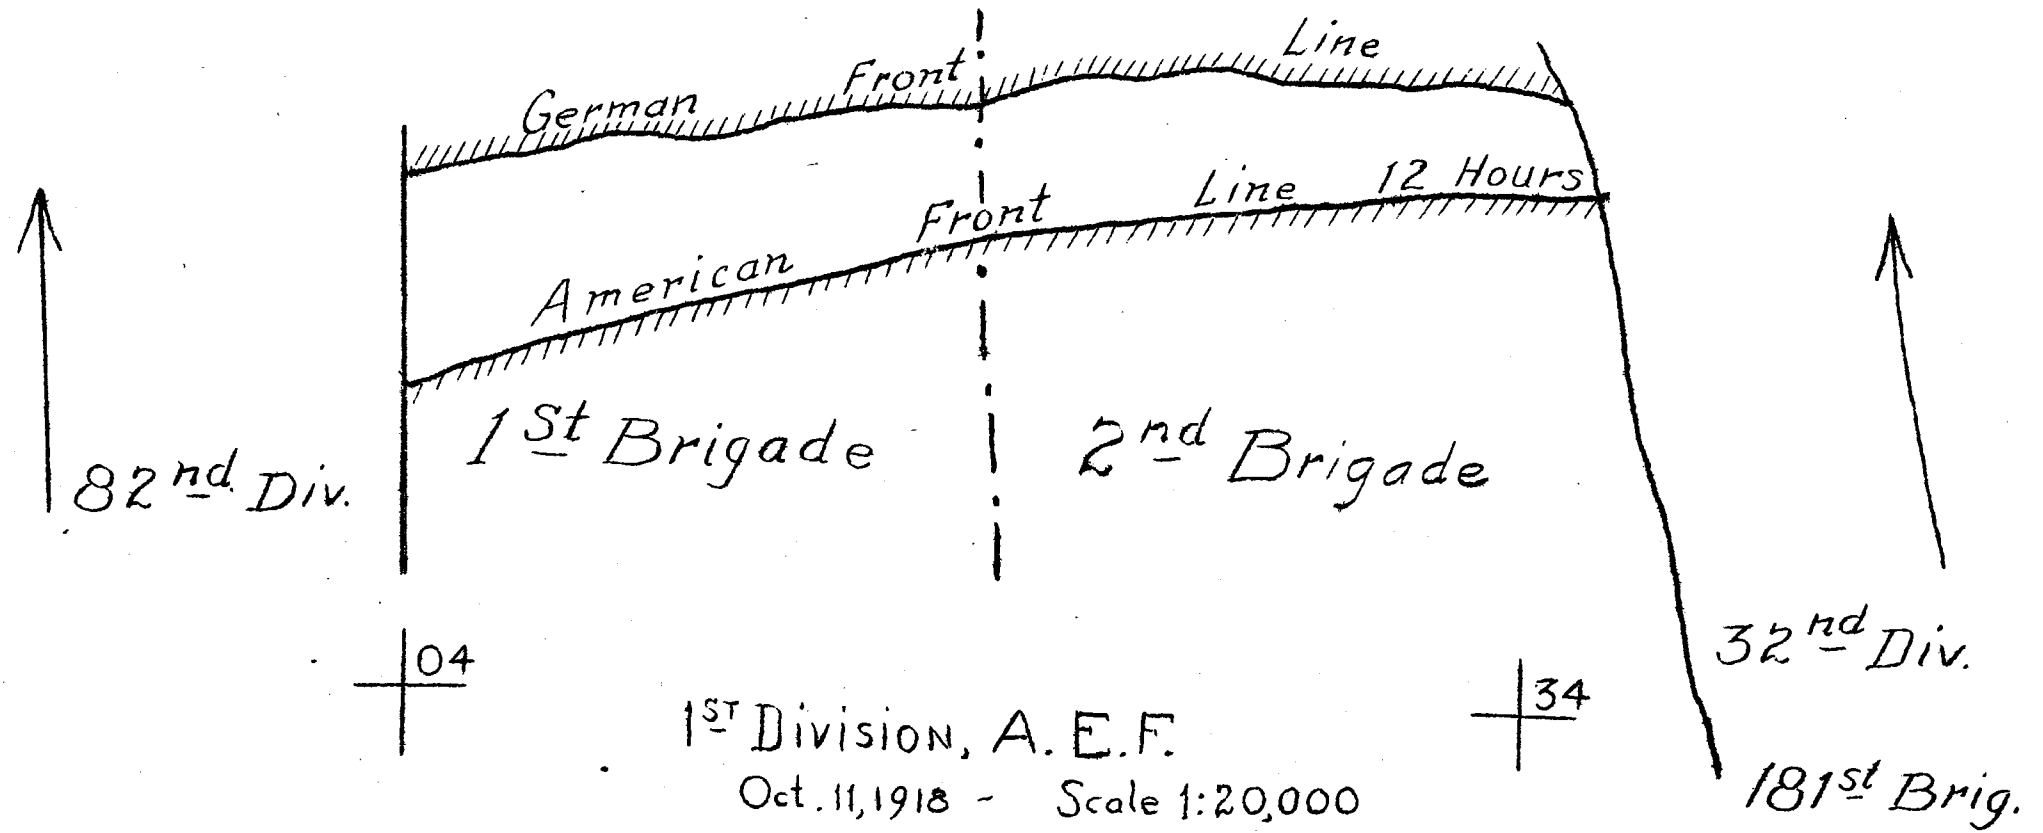 German Front Line
American Front Line 12 Hours
1st Brigade
2nd Brigade
82nd. Div.
32nd Div.
04
34
1ST DIVISION, A.E.F.
Oct. 11, 1918 - Scale 1:20,000
181st Brig.